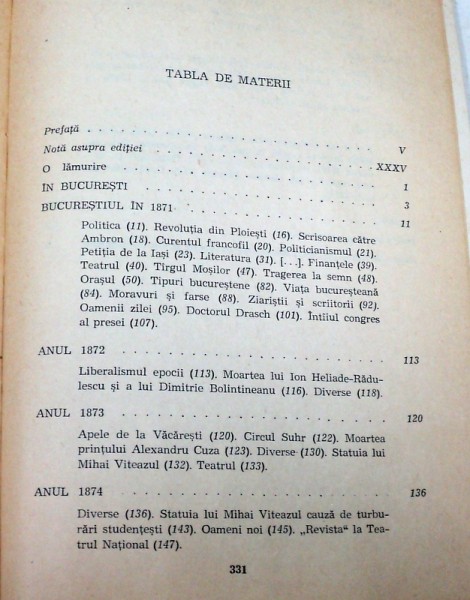 TABLA DE MATERII
Prefață . . . . . . . . . . . . . . . . . . . . V
Notă asupra ediției . . . . . . . . . . . . . . . . XXXV
O lămurire . . . . . . . . . . . . . . . . . . 1
ÎN BUCUREȘTI . . . . . . . . . . . . . . . . 3
BUCUREȘTIUL ÎN 1871 . . . . . . . . . . . . . . 11
Politica (11). Revoluția din Ploiești (16). Scrisoarea către
Ambron (18). Curentul francofil (20). Politicianismul (21).
Petiția de la Iași (23). Literatura (31). [. . .]. Finanțele (39).
Teatrul (40). Tîrgul Moșilor (47). Tragerea la semn (48).
Orașul (50). Tipuri bucureștene (82). Viața bucureșteană
(84). Moravuri și farse (88). Ziariștii și scriitorii (92).
Oamenii zilei (95). Doctorul Drasch (101). Întîiul congres
al presei (107).
ANUL 1872 . . . . . . . . . . . . . . . . . . 113
Liberalismul epocii (113). Moartea lui Ion Heliade-Rădu-
lescu și a lui Dimitrie Bolintineanu (116). Diverse (118).
ANUL 1873 . . . . . . . . . . . . . . . . . . 120
Apele de la Văcărești (120). Circul Suhr (122). Moartea
prințului Alexandru Cuza (123). Diverse (130). Statuia lui
Mihai Viteazul (132). Teatrul (133).
ANUL 1874 . . . . . . . . . . . . . . . . . . 136
Diverse (136). Statuia lui Mihai Viteazul cauză de turbu-
rări studențești (143). Oameni noi (145). „Revista“ la Tea-
trul Național (147).
331